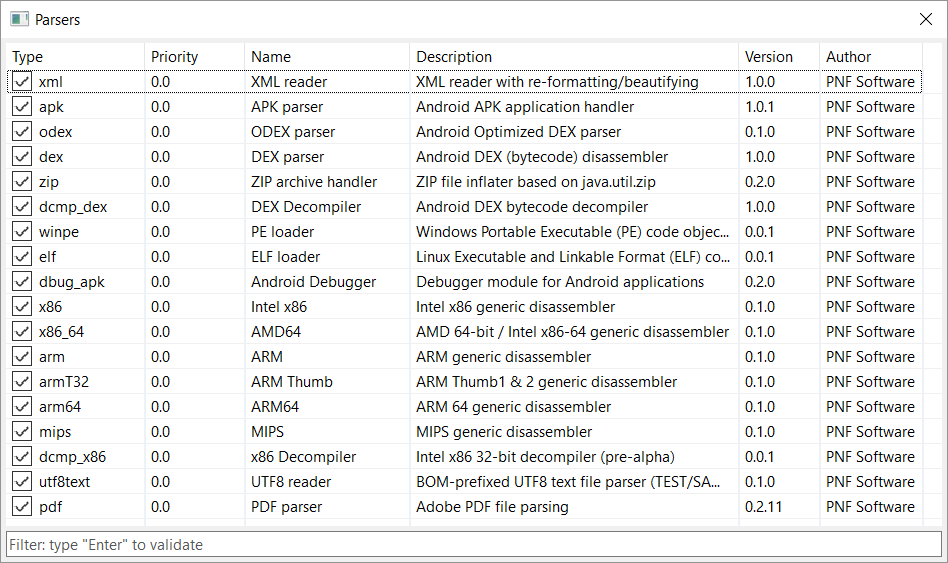 Parsers
Type Priority Name Description Version Author
xml 0.0 XML reader XML reader with re-formatting/beautifying 1.0.0 PNF Software
apk 0.0 APK parser Android APK application handler 1.0.1 PNF Software
odex 0.0 ODEX parser Android Optimized DEX parser 0.1.0 PNF Software
dex 0.0 DEX parser Android DEX (bytecode) disassembler 1.0.0 PNF Software
zip 0.0 ZIP archive handler ZIP file inflater based on java.util.zip 0.2.0 PNF Software
dcmp_dex 0.0 DEX Decompiler Android DEX bytecode decompiler 1.0.0 PNF Software
winpe 0.0 PE loader Windows Portable Executable (PE) code objec... 0.0.1 PNF Software
elf 0.0 ELF loader Linux Executable and Linkable Format (ELF) co... 0.0.1 PNF Software
dbug_apk 0.0 Android Debugger Debugger module for Android applications 0.2.0 PNF Software
x86 0.0 Intel x86 Intel x86 generic disassembler 0.1.0 PNF Software
x86_64 0.0 AMD64 AMD 64-bit / Intel x86-64 generic disassembler 0.1.0 PNF Software
arm 0.0 ARM ARM generic disassembler 0.1.0 PNF Software
armT32 0.0 ARM Thumb ARM Thumb1 & 2 generic disassembler 0.1.0 PNF Software
arm64 0.0 ARM64 ARM 64 generic disassembler 0.1.0 PNF Software
mips 0.0 MIPS MIPS generic disassembler 0.1.0 PNF Software
dcmp_x86 0.0 x86 Decompiler Intel x86 32-bit decompiler (pre-alpha) 0.0.1 PNF Software
utf8text 0.0 UTF8 reader BOM-prefixed UTF8 text file parser (TEST/SA... 0.1.0 PNF Software
pdf 0.0 PDF parser Adobe PDF file parsing 0.2.11 PNF Software
Filter: type "Enter" to validate